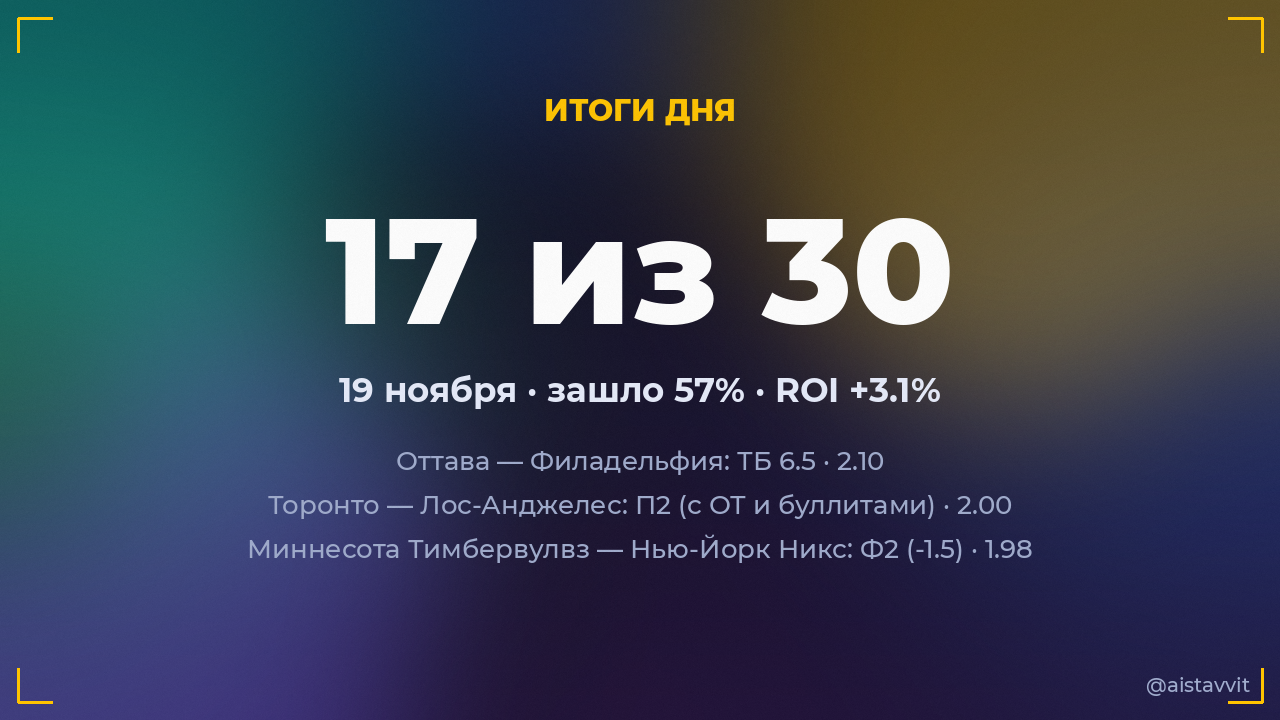 ИТОГИ ДНЯ
17 из 30
19 ноября · зашло 57% · ROI +3.1%
Оттава — Филадельфия: ТБ 6.5 · 2.10
Торонто — Лос-Анджелес: П2 (с ОТ и буллитами) · 2.00
Миннесота Тимбервулвз — Нью-Йорк Никс: Ф2 (-1.5) · 1.98
@aistavvit